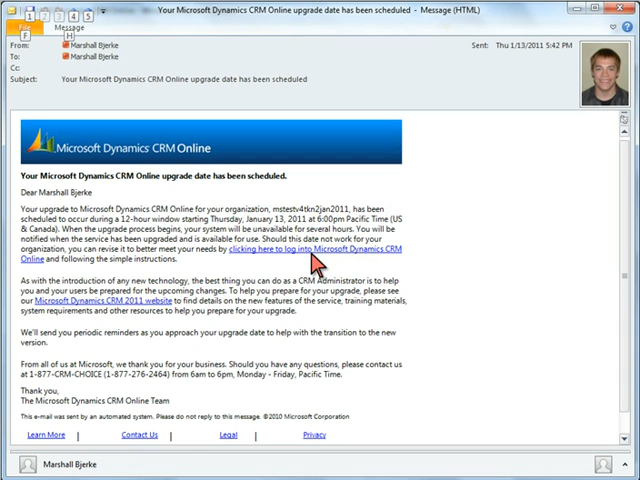 Your Microsoft Dynamics CRM Online upgrade date has been scheduled - Message (HTML)
1 2 3 4 5
File Message
F H
From: Marshall Bjerke
Sent: Thu 1/13/2011 5:42 PM
To: Marshall Bjerke
Cc:
Subject: Your Microsoft Dynamics CRM Online upgrade date has been scheduled
Microsoft Dynamics CRM Online
Your Microsoft Dynamics CRM Online upgrade date has been scheduled.
Dear Marshall Bjerke
Your upgrade to Microsoft Dynamics CRM Online for your organization, mstestv4tkn2jan2011, has been
scheduled to occur during a 12-hour window starting Thursday, January 13, 2011 at 6:00pm Pacific Time (US
& Canada). When the upgrade process begins, your system will be unavailable for several hours. You will be
notified when the service has been upgraded and is available for use. Should this date not work for your
organization, you can revise it to better meet your needs by clicking here to log into Microsoft Dynamics CRM
Online and following the simple instructions.
As with the introduction of any new technology, the best thing you can do as a CRM Administrator is to help
you and your users be prepared for the upcoming changes. To help you prepare for your upgrade, please see
our Microsoft Dynamics CRM 2011 website to find details on the new features of the service, training materials,
system requirements and other resources to help you prepare for your upgrade.
We'll send you periodic reminders as you approach your upgrade date to help with the transition to the new
version.
From all of us at Microsoft, we thank you for your business. Should you have any questions, please contact us
at 1-877-CRM-CHOICE (1-877-276-2464) from 6am to 6pm, Monday - Friday, Pacific Time.
Thank you,
The Microsoft Dynamics CRM Online Team
This e-mail was sent by an automated system. Please do not reply to this message. ©2010 Microsoft Corporation
Learn More | Contact Us | Legal | Privacy
Marshall Bjerke